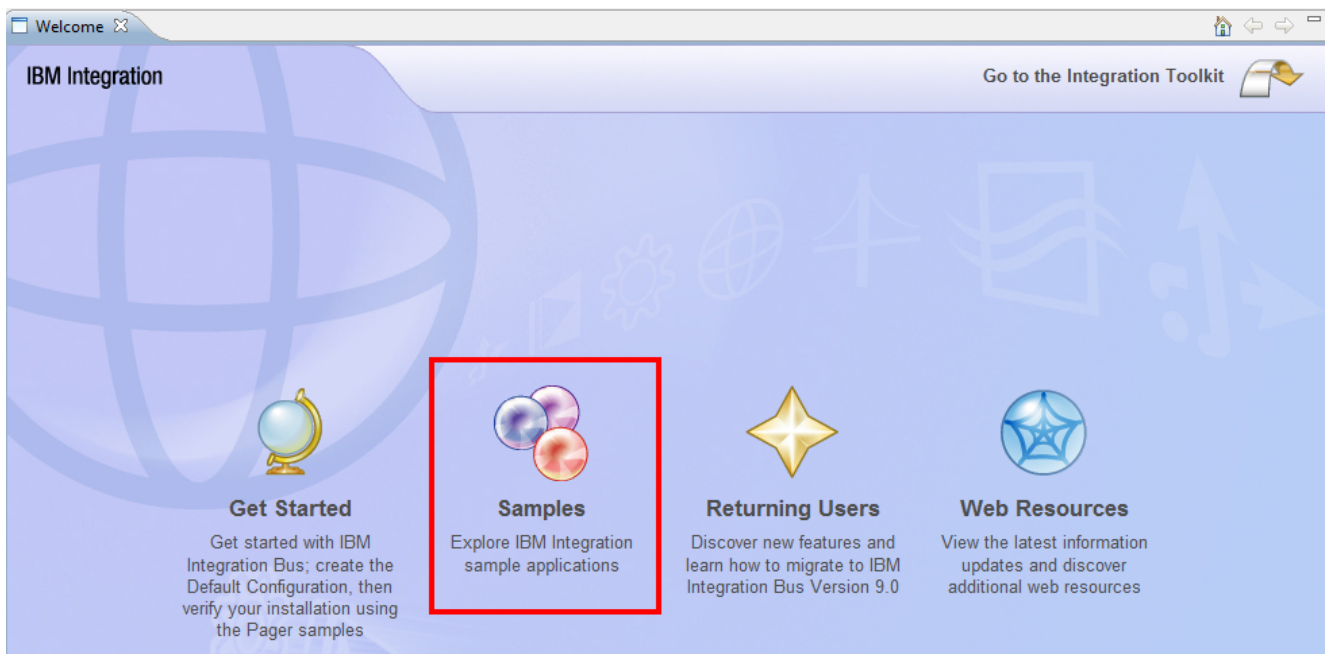 Welcome
IBM Integration
Go to the Integration Toolkit
Get Started
Get started with IBM
Integration Bus; create the
Default Configuration, then
verify your installation using
the Pager samples
Samples
Explore IBM Integration
sample applications
Returning Users
Discover new features and
learn how to migrate to IBM
Integration Bus Version 9.0
Web Resources
View the latest information
updates and discover
additional web resources